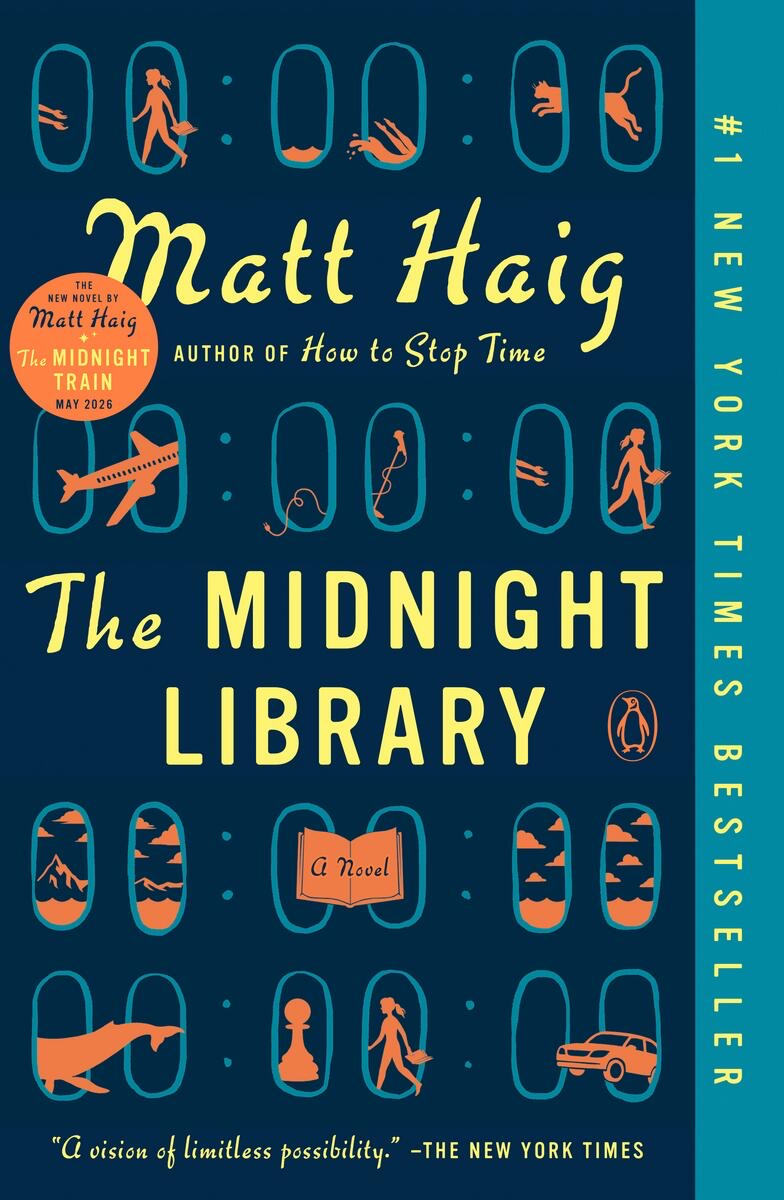 Matt Haig
THE
NEW NOVEL BY
Matt Haig
The MIDNIGHT
TRAIN
MAY 2026
AUTHOR OF How to Stop Time
The MIDNIGHT
LIBRARY
A Novel
“A vision of limitless possibility.” –THE NEW YORK TIMES
#1 NEW YORK TIMES BESTSELLER